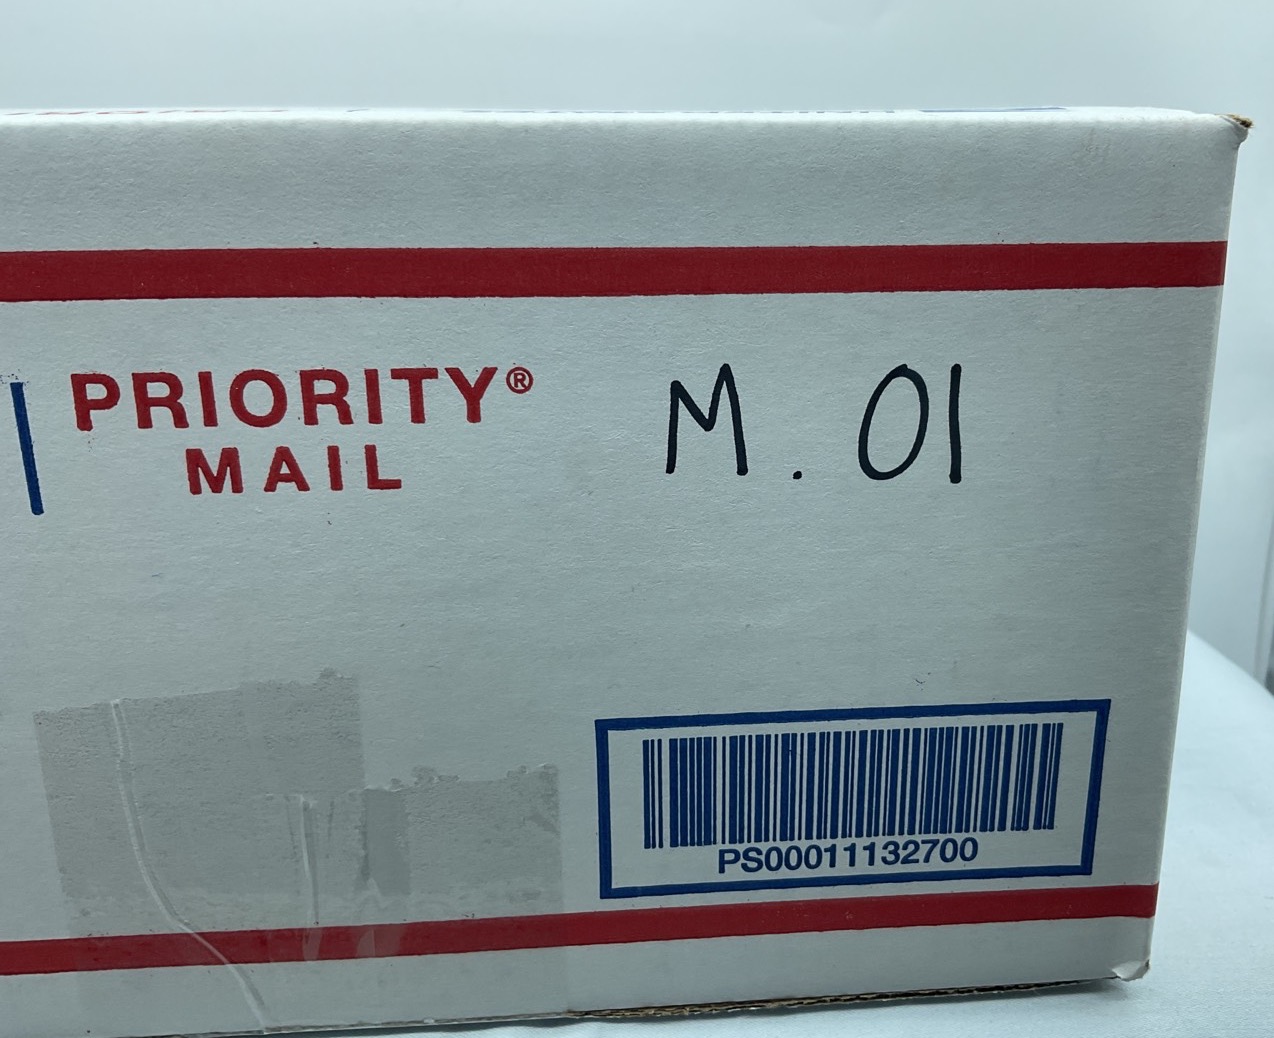 PRIORITY®
MAIL
M. 01
PS00011132700